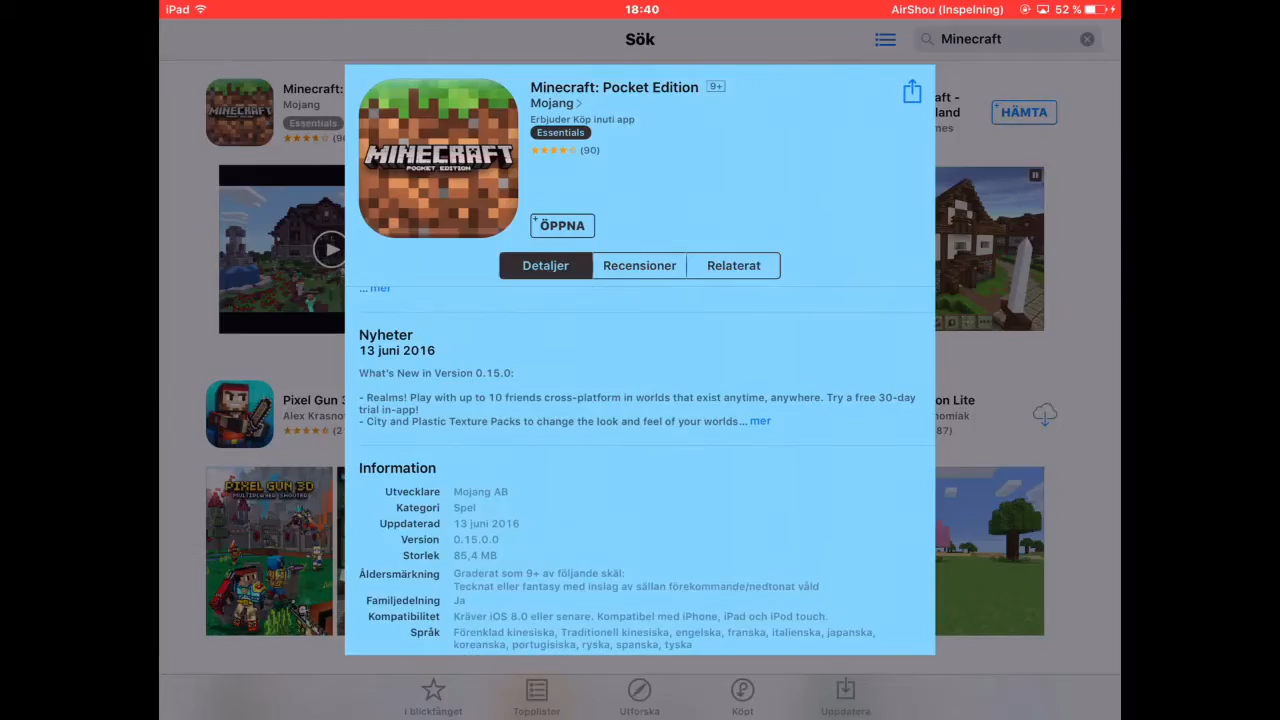 iPad
18:40
AirShou (Inspelning)
52 %
Sök
Minecraft
Minecraft:
Mojang
Essentials
MINECRAFT
MINECRAFT
POCKET EDITION
Minecraft: Pocket Edition 9+
Mojang
Erbjuder Köp inuti app
Essentials
(90)
+ ÖPPNA
+ HÄMTA
Detaljer
Recensioner
Relaterat
... mer
Nyheter
13 juni 2016
What's New in Version 0.15.0:
- Realms! Play with up to 10 friends cross-platform in worlds that exist anytime, anywhere. Try a free 30-day
trial in-app!
- City and Plastic Texture Packs to change the look and feel of your worlds... mer
Information
Utvecklare Mojang AB
Kategori Spel
Uppdaterad 13 juni 2016
Version 0.15.0.0
Storlek 85,4 MB
Åldersmärkning Graderat som 9+ av följande skäl:
Tecknat eller fantasy med inslag av sällan förekommande/nedtonat våld
Familjedelning Ja
Kompatibilitet Kräver iOS 8.0 eller senare. Kompatibel med iPhone, iPad och iPod touch.
Språk Förenklad kinesiska, Traditionell kinesiska, engelska, franska, italienska, japanska,
koreanska, portugisiska, ryska, spanska, tyska
Pixel Gun 3
Alex Krasno
PIXEL GUN 3D
MULTIPLAYER SHOOTER
on Lite
nomiak
87)
I blickfånget
Topplistor
Utforska
Köpt
Uppdatera